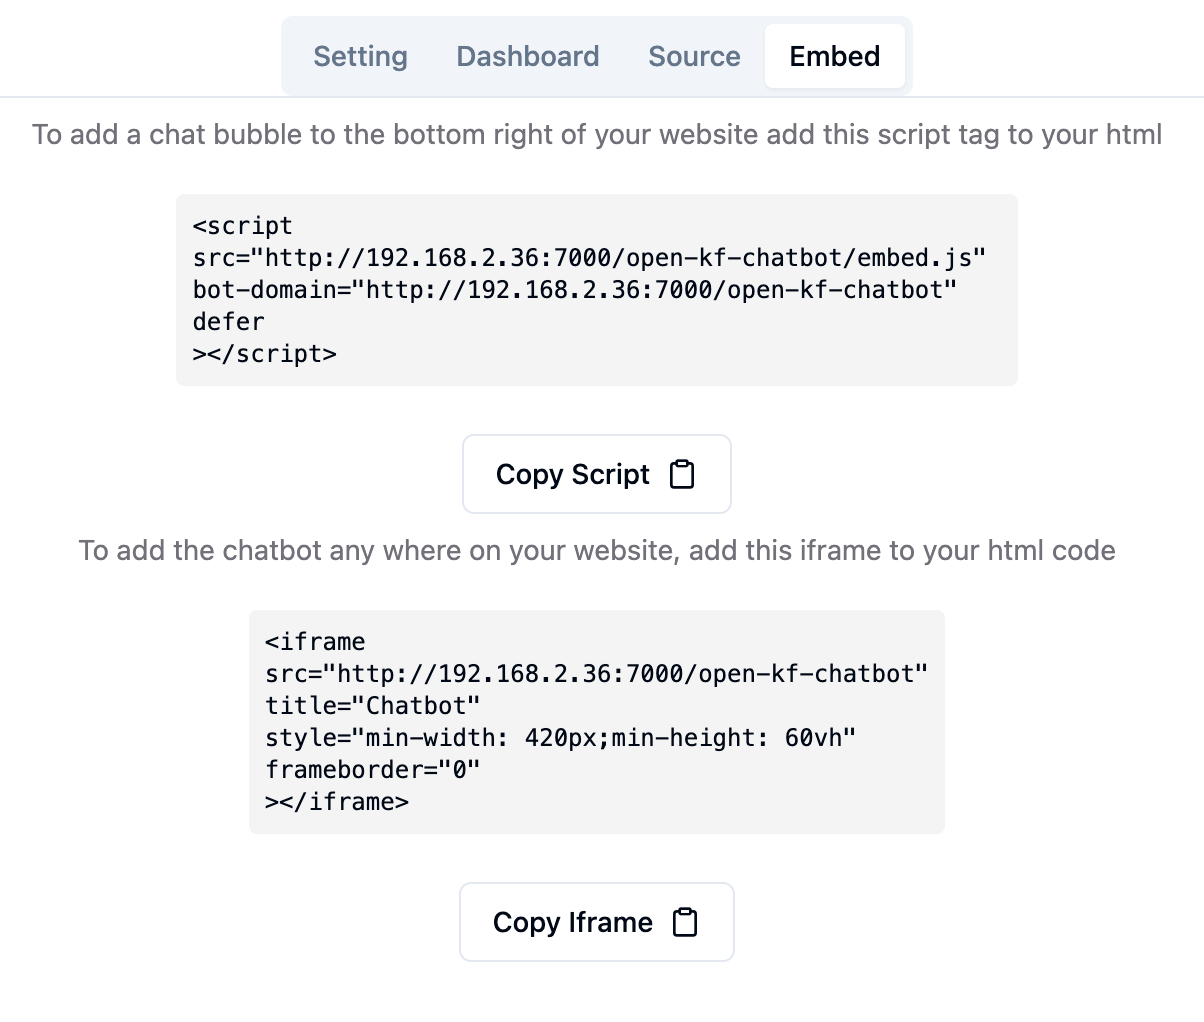 Setting Dashboard Source Embed
To add a chat bubble to the bottom right of your website add this script tag to your html
<script
src="http://192.168.2.36:7000/open-kf-chatbot/embed.js"
bot-domain="http://192.168.2.36:7000/open-kf-chatbot"
defer
></script>
Copy Script
To add the chatbot any where on your website, add this iframe to your html code
<iframe
src="http://192.168.2.36:7000/open-kf-chatbot"
title="Chatbot"
style="min-width: 420px;min-height: 60vh"
frameborder="0"
></iframe>
Copy Iframe